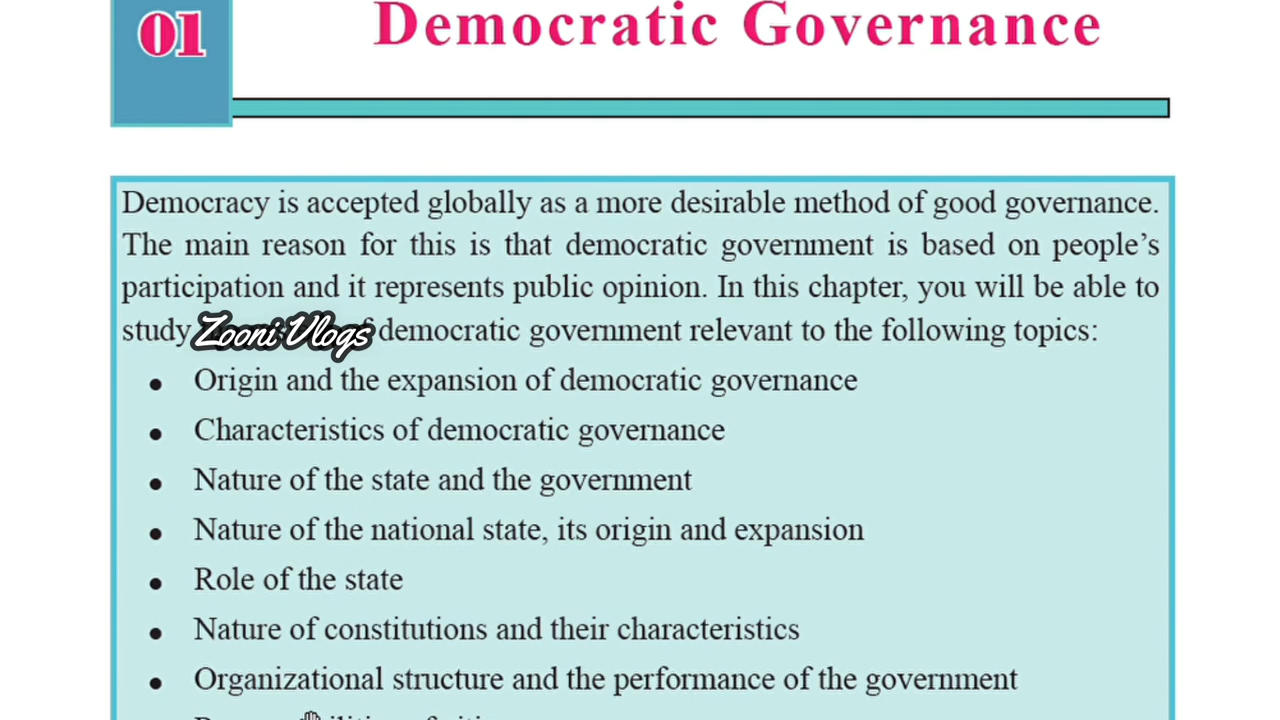 01
Democratic Governance
Democracy is accepted globally as a more desirable method of good governance.
The main reason for this is that democratic government is based on people's
participation and it represents public opinion. In this chapter, you will be able to
study Zooni Vlogs democratic government relevant to the following topics:
• Origin and the expansion of democratic governance
• Characteristics of democratic governance
• Nature of the state and the government
• Nature of the national state, its origin and expansion
• Role of the state
• Nature of constitutions and their characteristics
• Organizational structure and the performance of the government